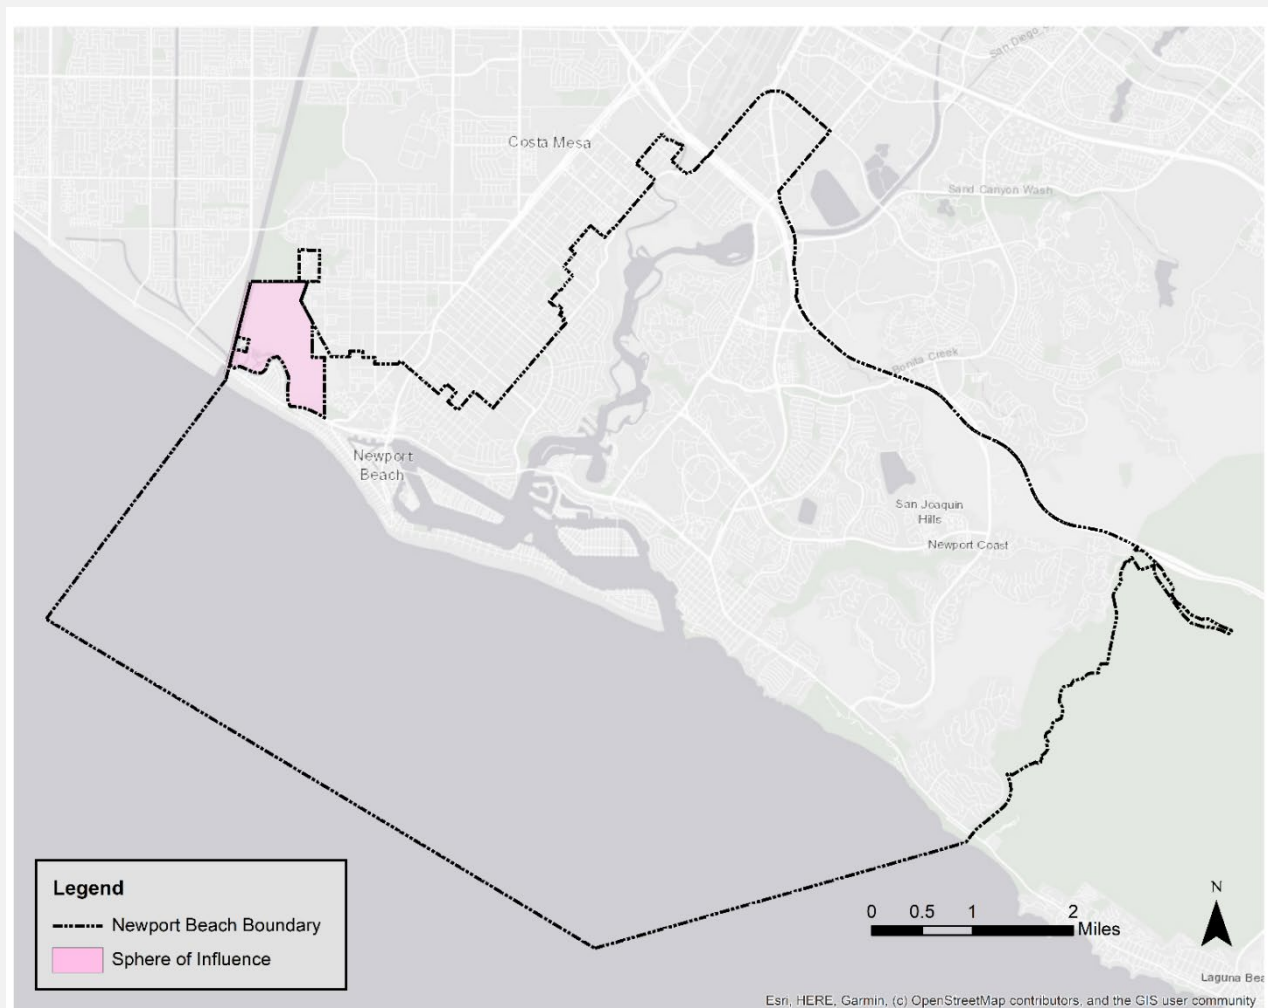 San Diego
Costa Mesa
Sand Canyon Wash
Bonita Creek
Newport
Beach
San Joaquin
Hills
Newport Coast
Legend
Newport Beach Boundary
Sphere of Influence
0 0.5 1 2
Miles
N
Laguna Bea
Esri, HERE, Garmin, (c) OpenStreetMap contributors, and the GIS user community